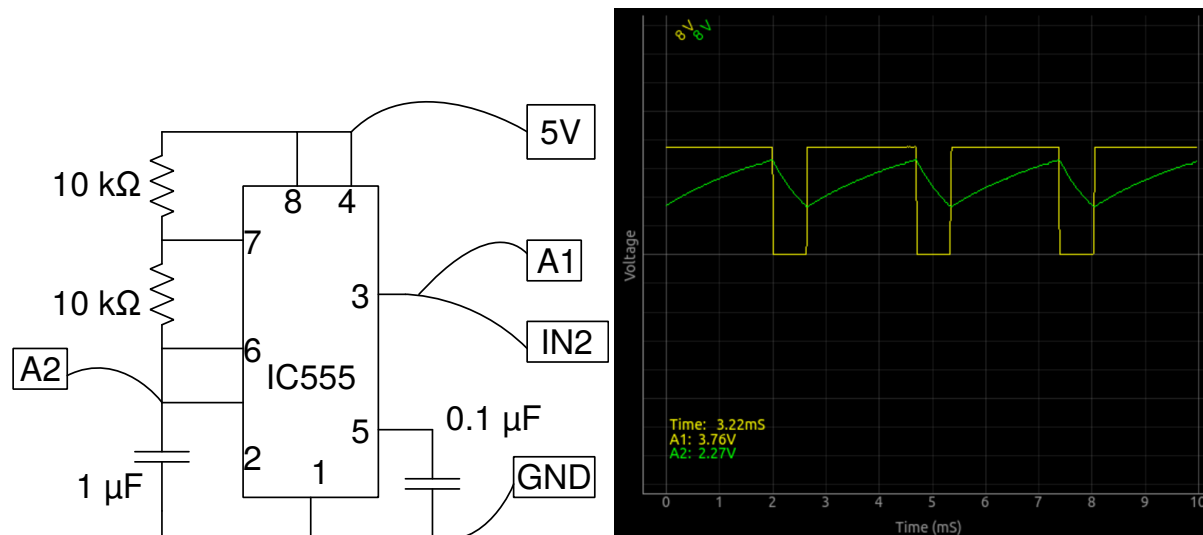 5V
10 kΩ
8
4
7
A1
10 kΩ
3
IN2
6
A2
IC555
0.1 µF
5
2
1
1 µF
GND
8 V
8 V
Voltage
Time: 3.22mS
A1: 3.76V
A2: 2.27V
0 1 2 3 4 5 6 7 8 9 10
Time (mS)